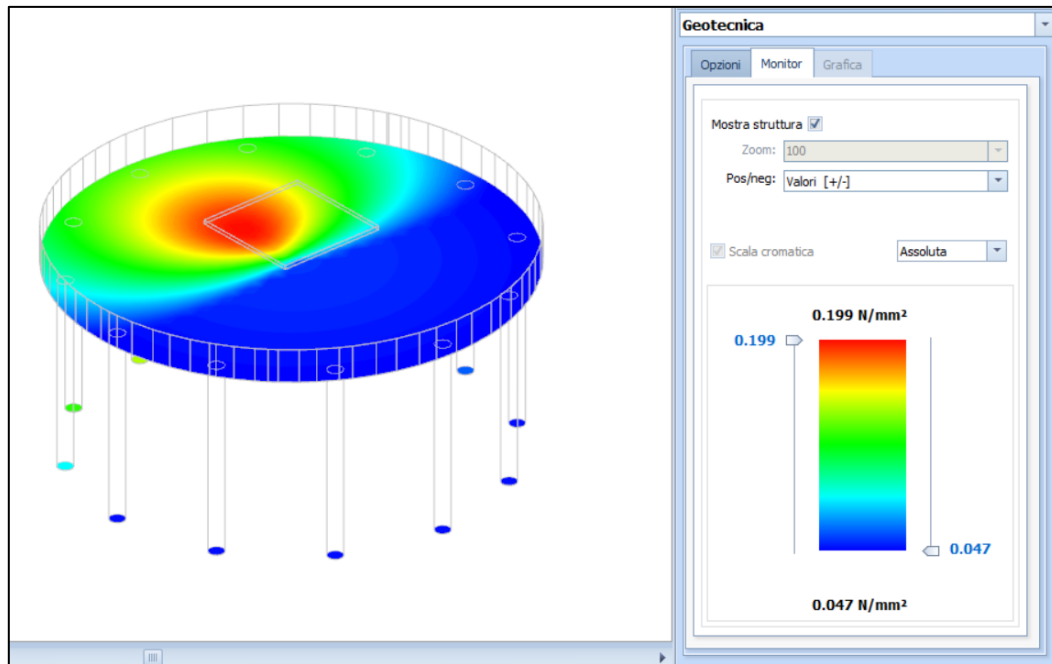 Geotecnica
Opzioni Monitor Grafica
Mostra struttura
Zoom: 100
Pos/neg: Valori [+/-]
Scala cromatica Assoluta
0.199 N/mm²
0.199
0.047
0.047 N/mm²